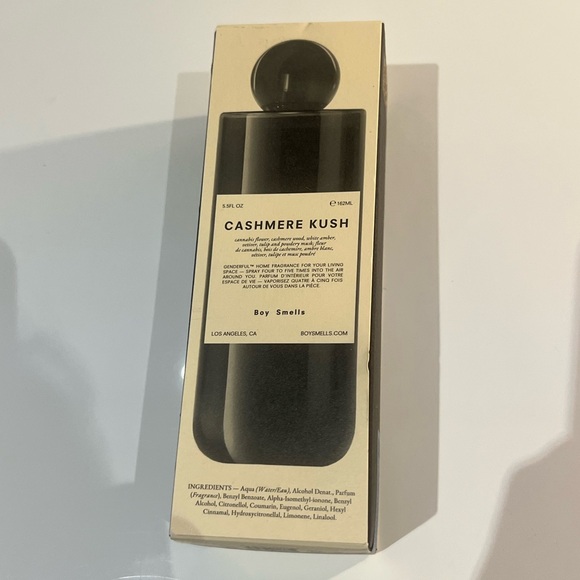 5.5FL OZ ℮ 162ML
CASHMERE KUSH
cannabis flower, cashmere wood, white amber,
vetiver, tulip and powdery musk; fleur
de cannabis, bois de cashmire, ambre blanc,
vétiver, tulipe et musc poudré
GENDERFUL™ HOME FRAGRANCE FOR YOUR LIVING
SPACE — SPRAY FOUR TO FIVE TIMES INTO THE AIR
AROUND YOU. PARFUM D'INTÉRIEUR POUR VOTRE
ESPACE DE VIE — VAPORISEZ QUATRE À CINQ FOIS
AUTOUR DE VOUS DANS LA PIÈCE.
Boy Smells
LOS ANGELES, CA BOYSMELLS.COM
INGREDIENTS — Aqua (Water/Eau), Alcohol Denat., Parfum
(Fragrance), Benzyl Benzoate, Alpha-Isomethyl-ionone, Benzyl
Alcohol, Citronellol, Coumarin, Eugenol, Geraniol, Hexyl
Cinnamal, Hydroxycitronellal, Limonene, Linalool.